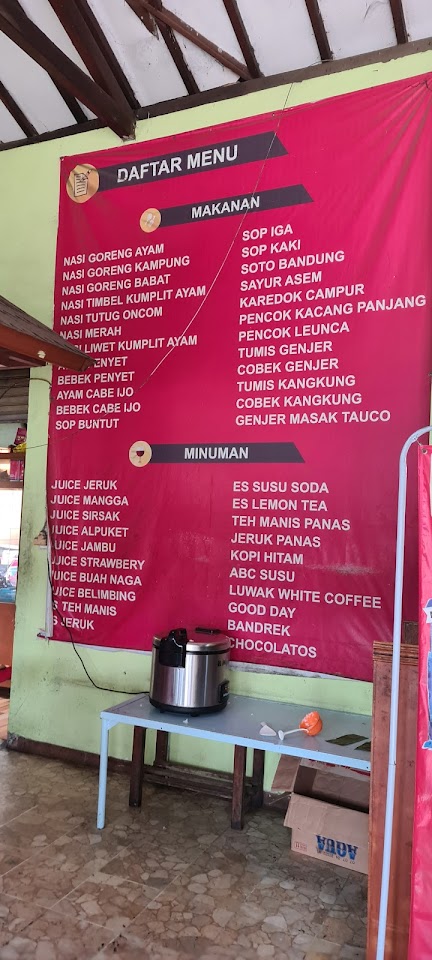 DAFTAR MENU
MAKANAN
NASI GORENG AYAM
NASI GORENG KAMPUNG
NASI GORENG BABAT
NASI TIMBEL KUMPLIT AYAM
NASI TUTUG ONCOM
NASI MERAH
LIWET KUMPLIT AYAM
PENYET
BEBEK PENYET
AYAM CABE IJO
BEBEK CABE IJO
SOP BUNTUT
SOP IGA
SOP KAKI
SOTO BANDUNG
SAYUR ASEM
KAREDOK CAMPUR
PENCOK KACANG PANJANG
PENCOK LEUNCA
TUMIS GENJER
COBEK GENJER
TUMIS KANGKUNG
COBEK KANGKUNG
GENJER MASAK TAUCO
MINUMAN
JUICE JERUK
JUICE MANGGA
JUICE SIRSAK
JUICE ALPUKET
JUICE JAMBU
JUICE STRAWBERY
JUICE BUAH NAGA
JUICE BELIMBING
S TEH MANIS
S JERUK
ES SUSU SODA
ES LEMON TEA
TEH MANIS PANAS
JERUK PANAS
KOPI HITAM
ABC SUSU
LUWAK WHITE COFFEE
GOOD DAY
BANDREK
CHOCOLATOS
AQUA